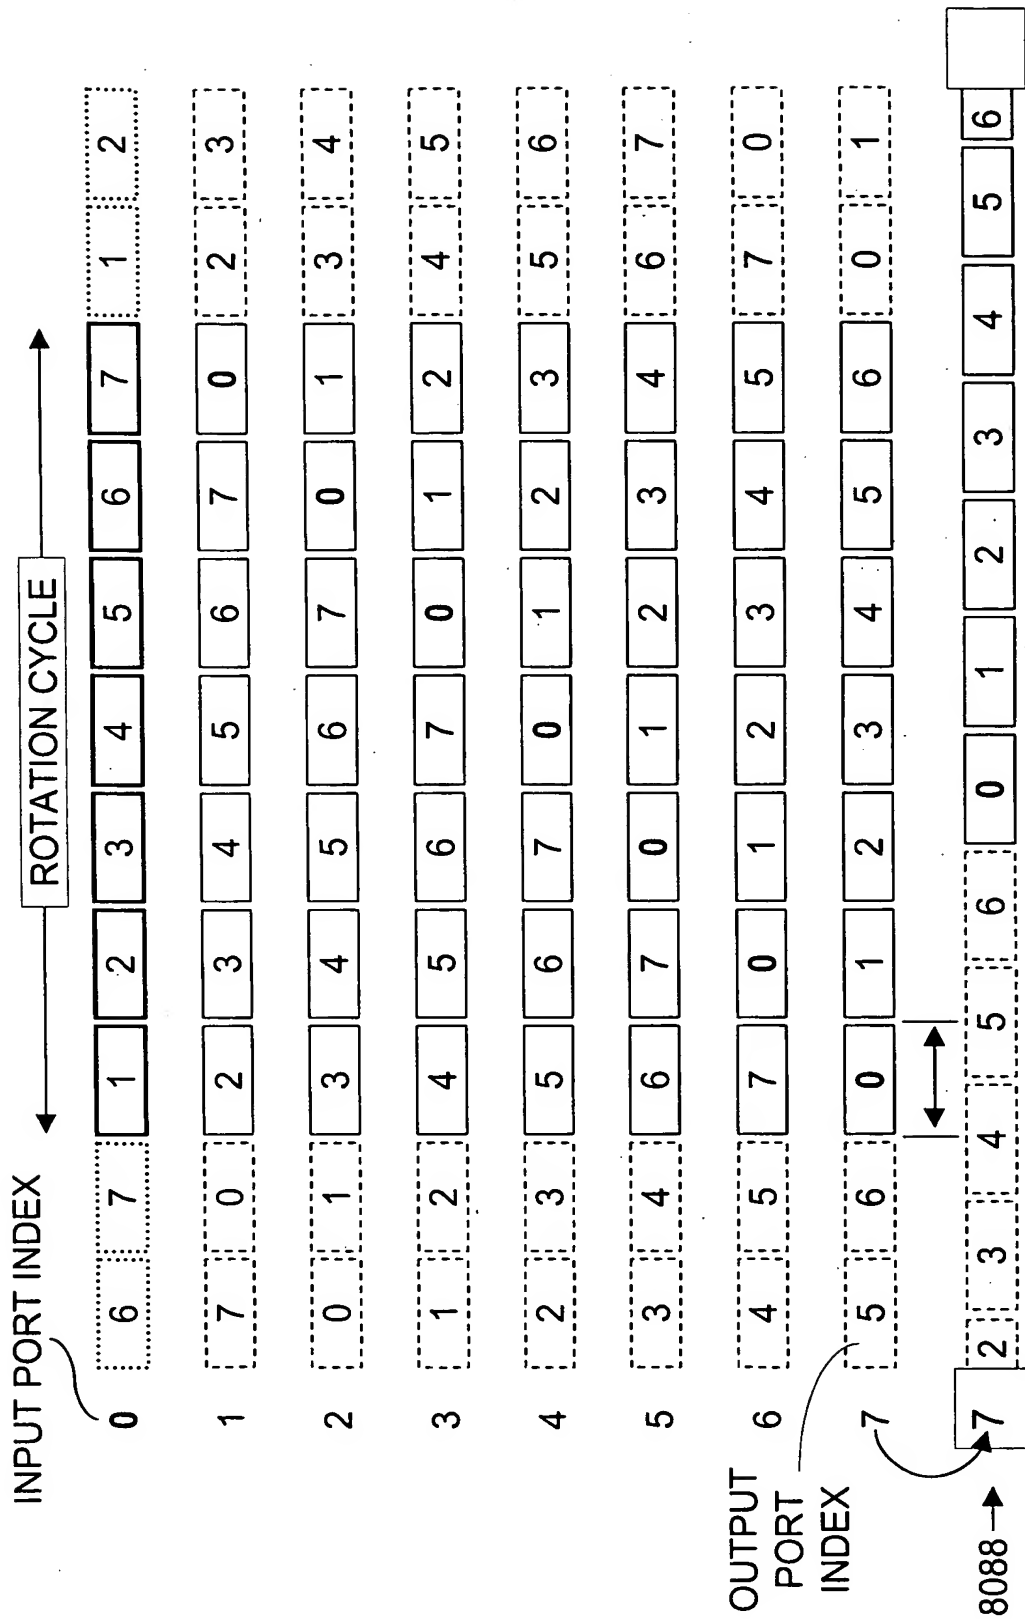 INPUT PORT INDEX
ROTATION CYCLE
0 6 7 1 2 3 4 5 6 7 1 2
1 7 0 2 3 4 5 6 7 0 2 3
2 0 1 3 4 5 6 7 0 1 3 4
3 1 2 4 5 6 7 0 1 2 4 5
4 2 3 5 6 7 0 1 2 3 5 6
5 3 4 6 7 0 1 2 3 4 6 7
6 4 5 7 0 1 2 3 4 5 7 0
7 5 6 0 1 2 3 4 5 6 0 1
OUTPUT
PORT
INDEX
8088 7 2 3 4 5 6 0 1 2 3 4 5 6